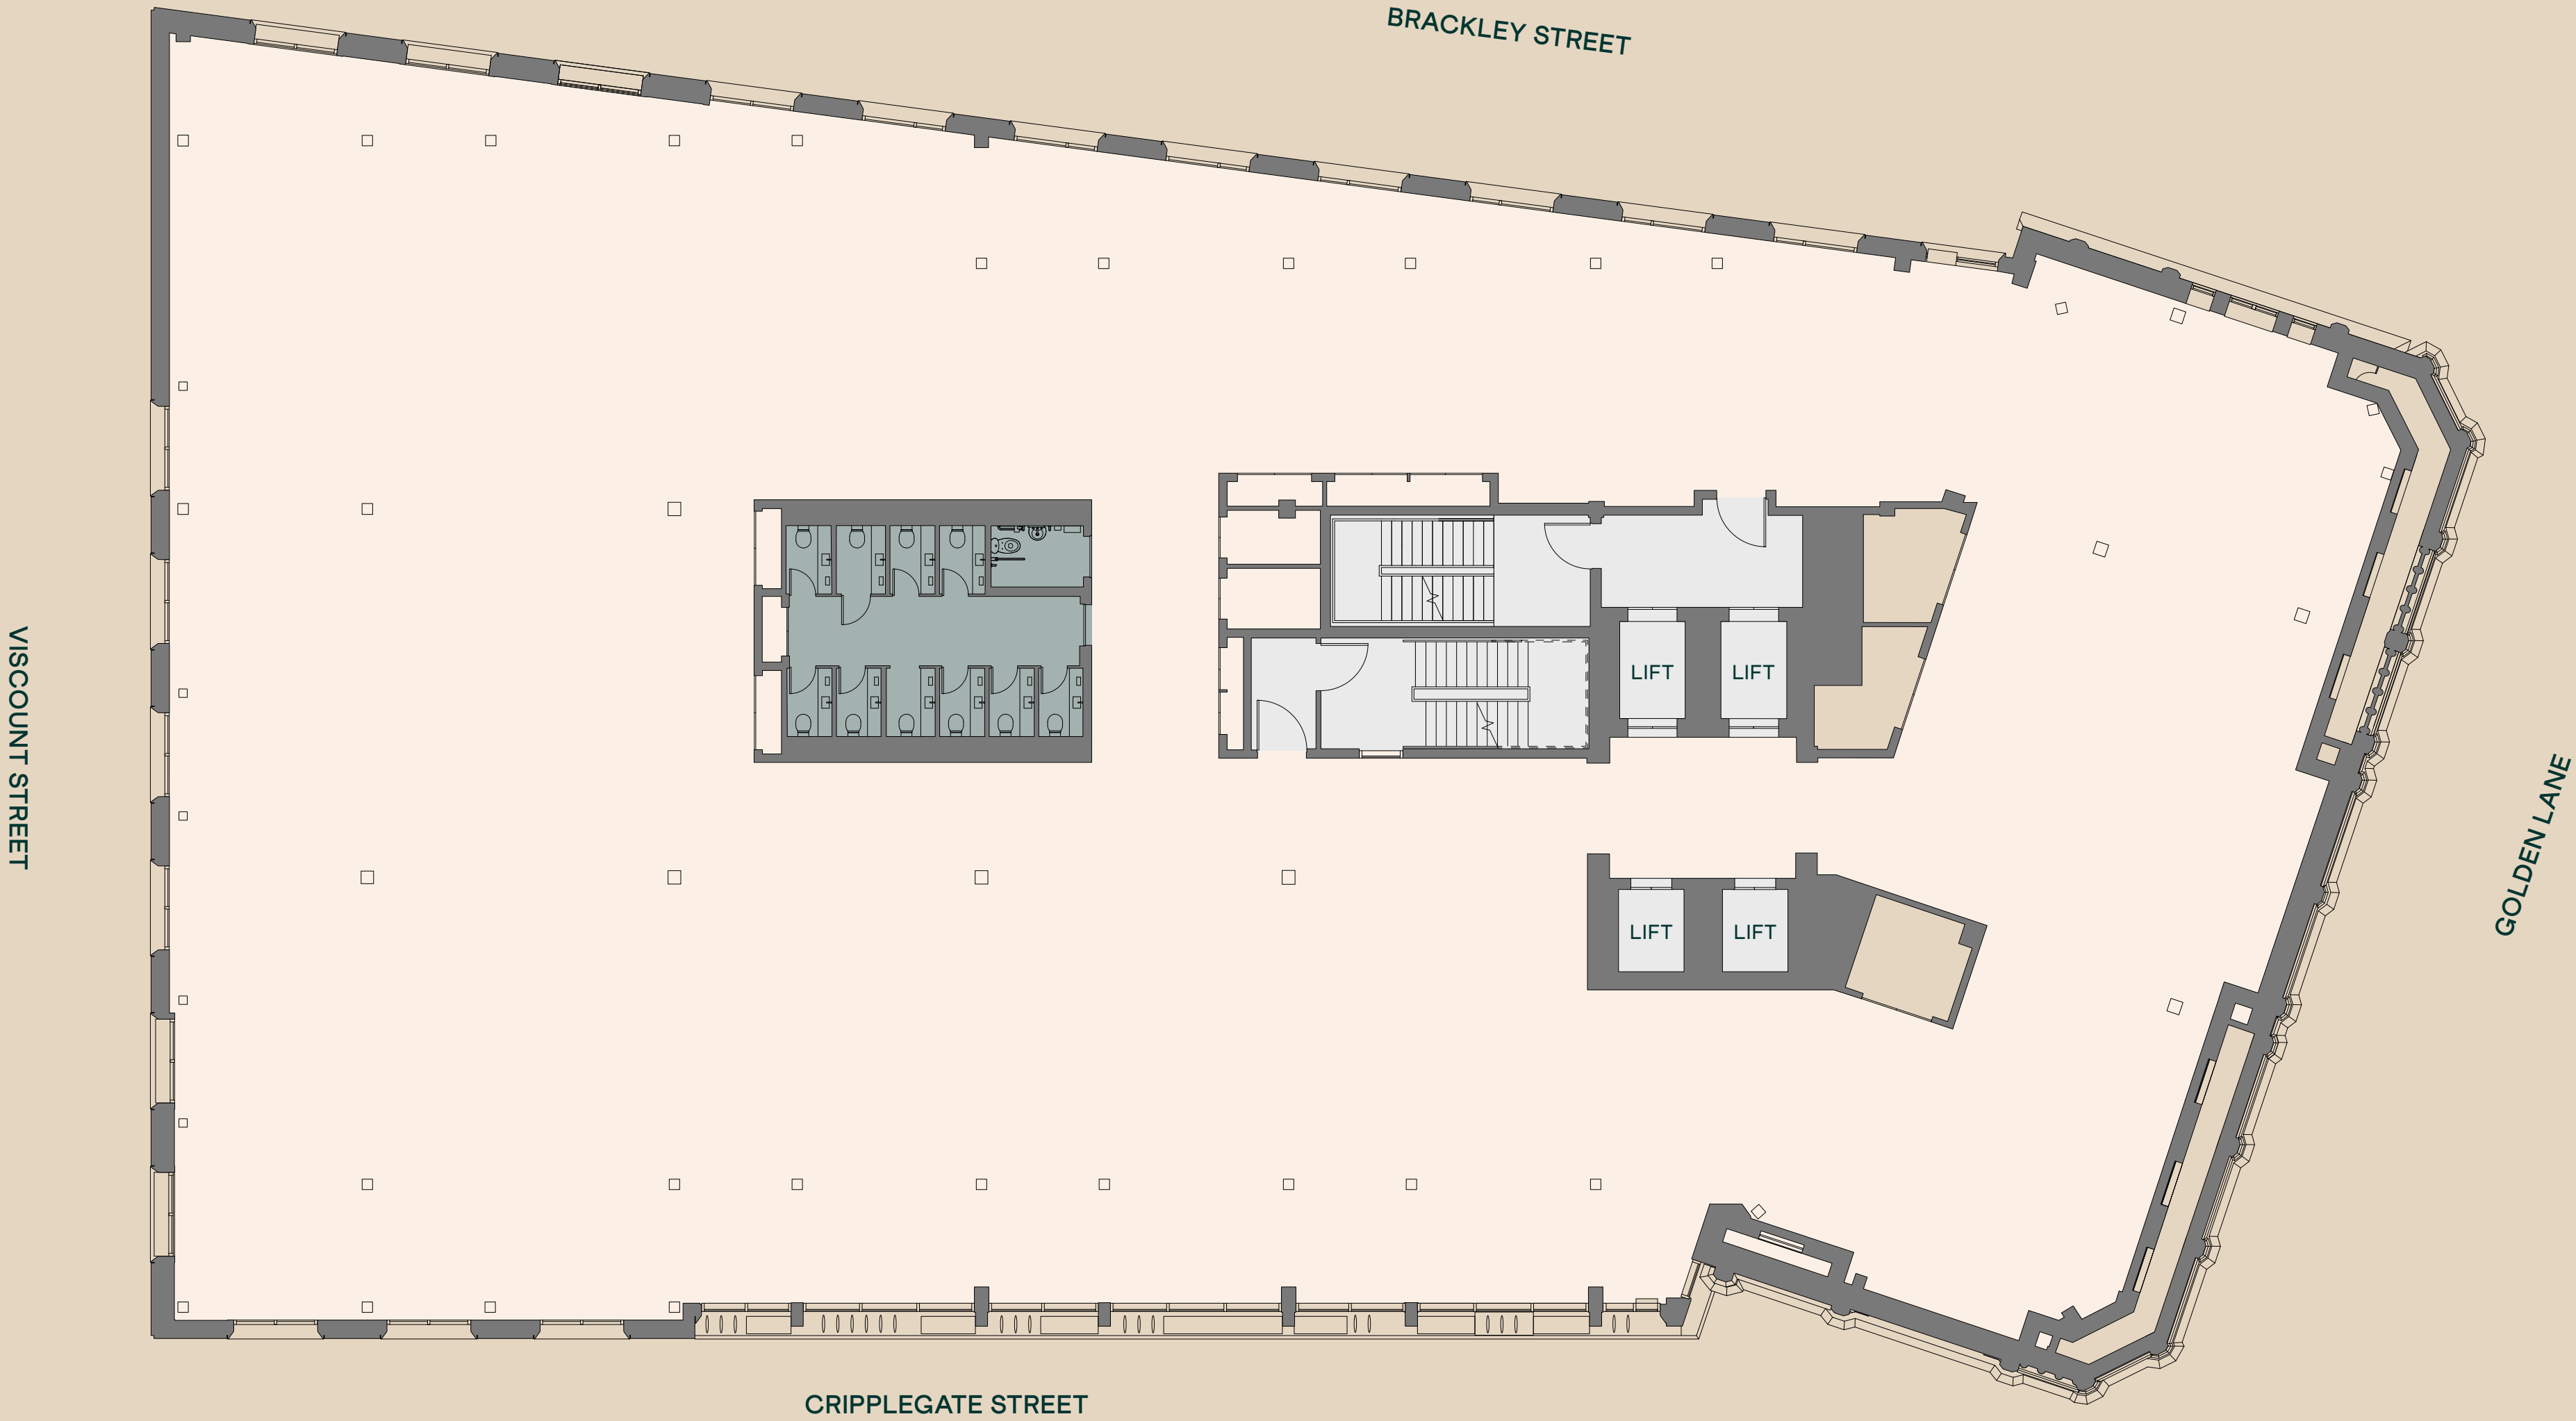 BRACKLEY STREET
VISCOUNT STREET
LIFT
LIFT
GOLDEN LANE
LIFT
LIFT
CRIPPLEGATE STREET